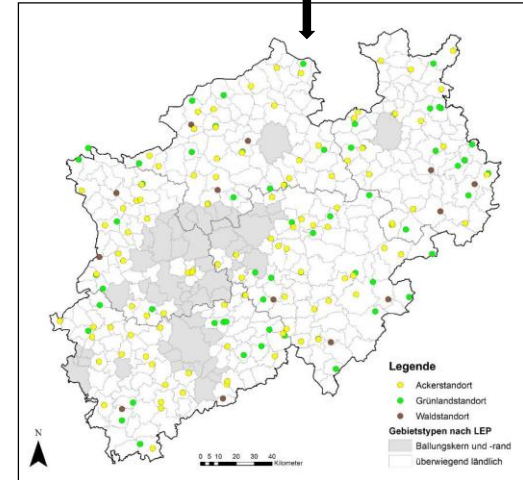 Legende
Ackerstandort
Grünlandstandort
Waldstandort
Gebietstypen nach LEP
Ballungskern und -rand
überwiegend ländlich
N
0 5 10 20 30 40
Kilometer